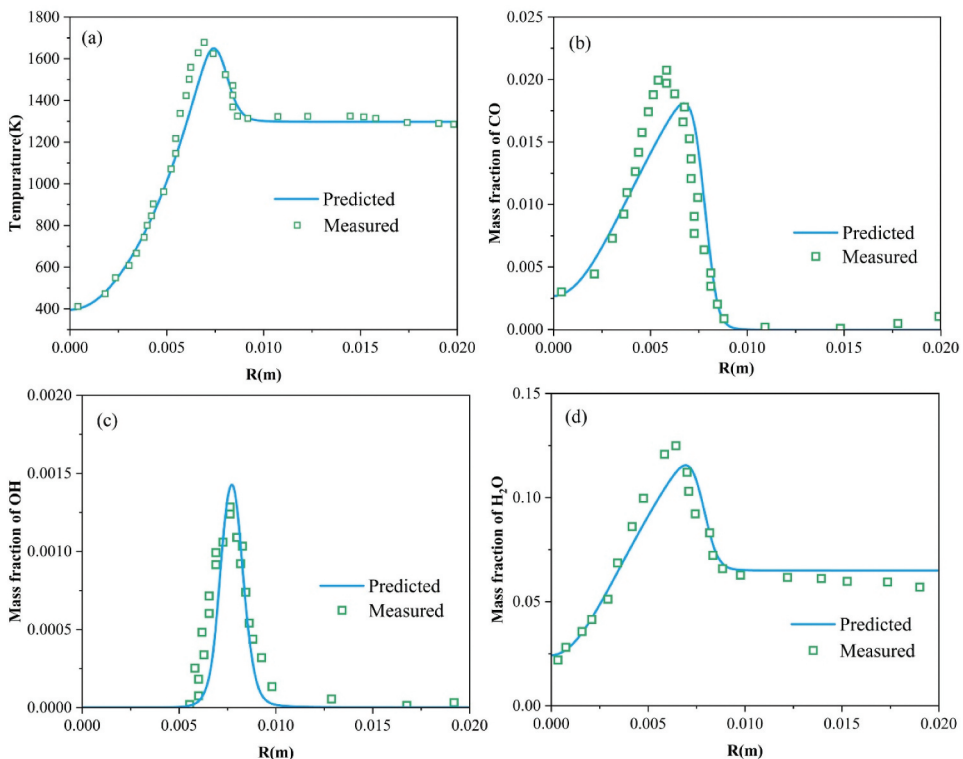 (a)
Tempurature(K)
1800
1600
1400
1200
1000
800
600
400
Predicted
Measured
0.000 0.005 0.010 0.015 0.020
R(m)
(b)
Mass fraction of CO
0.025
0.020
0.015
0.010
0.005
0.000
Predicted
Measured
0.000 0.005 0.010 0.015 0.020
R(m)
(c)
Mass fraction of OH
0.0020
0.0015
0.0010
0.0005
0.0000
Predicted
Measured
0.000 0.005 0.010 0.015 0.020
R(m)
(d)
Mass fraction of H₂O
0.15
0.10
0.05
0.00
Predicted
Measured
0.000 0.005 0.010 0.015 0.020
R(m)